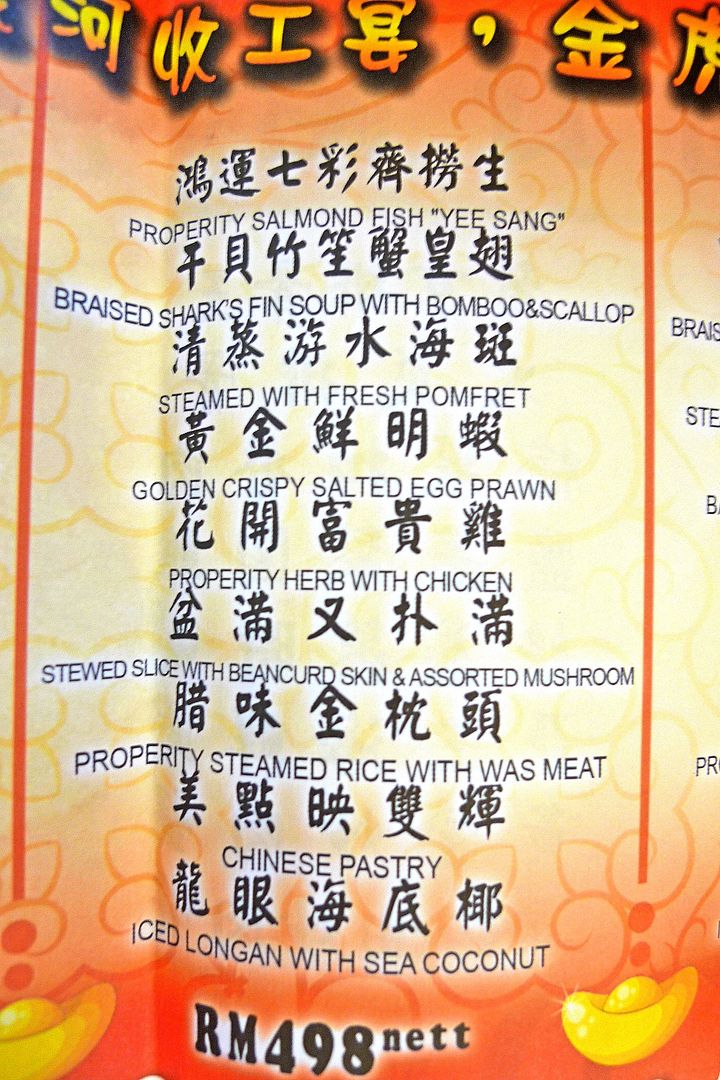 河收工宴，金虎
鴻運七彩齊撈生
PROPERITY SALMOND FISH "YEE SANG"
干貝竹笙蟹皇翅
BRAISED SHARK'S FIN SOUP WITH BOMBOO&SCALLOP
清蒸游水海斑
STEAMED WITH FRESH POMFRET
黃金鮮明蝦
GOLDEN CRISPY SALTED EGG PRAWN
花開富貴雞
PROPERITY HERB WITH CHICKEN
盆滿又扑滿
STEWED SLICE WITH BEANCURD SKIN & ASSORTED MUSHROOM
腊味金枕頭
PROPERITY STEAMED RICE WITH WAS MEAT
美點映雙輝
CHINESE PASTRY
龍眼海底椰
ICED LONGAN WITH SEA COCONUT
RM498nett
BRAIS
STE
BA
PR